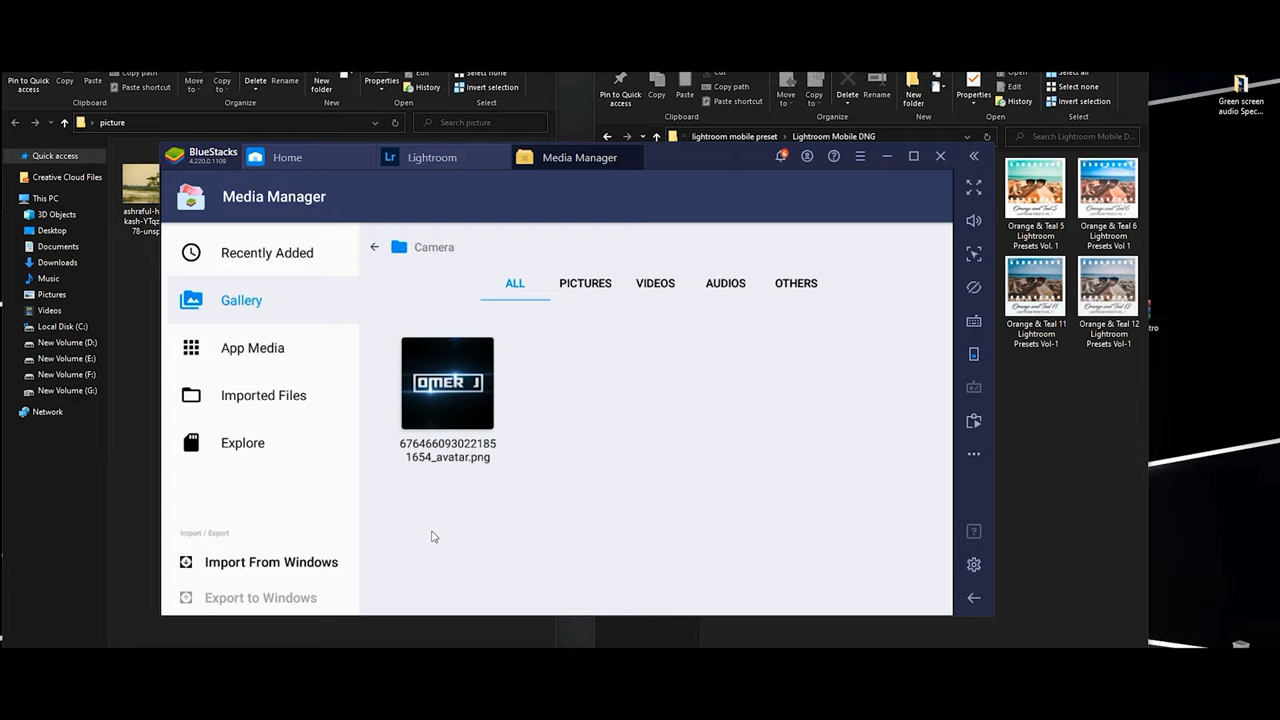 Pin to Quick access
Copy
Paste
Copy path
Paste shortcut
Clipboard
Move to
Copy to
Delete
Rename
Organize
New folder
New
Properties
Edit
History
Open
Select none
Invert selection
Select
picture
Search picture
Quick access
Creative Cloud Files
This PC
3D Objects
Desktop
Documents
Downloads
Music
Pictures
Videos
Local Disk (C:)
New Volume (D:)
New Volume (E:)
New Volume (F:)
New Volume (G:)
Network
ashraful-h
78-unsp
BlueStacks
4.220.0.1109
Home
Lr
Lightroom
Media Manager
Media Manager
Recently Added
Gallery
App Media
Imported Files
Explore
Import / Export
Import From Windows
Export to Windows
Camera
ALL
PICTURES
VIDEOS
AUDIOS
OTHERS
OMER J
676466093022185
1654_avatar.png
Pin to Quick access
Copy
Paste
Cut
Copy path
Paste shortcut
Clipboard
Move to
Copy to
Delete
Rename
Organize
New folder
New
Properties
Open
Edit
History
Open
Select all
Select none
Invert selection
Select
lightroom mobile preset
Lightroom Mobile DNG
Search Lightroom Mobile D...
Orange & Teal 5
Lightroom
Presets Vol. 1
Orange & Teal 6
Lightroom
Presets Vol 1
Orange & Teal 11
Lightroom
Presets Vol-1
Orange & Teal 12
Lightroom
Presets Vol-1
Green screen
audio Spec...